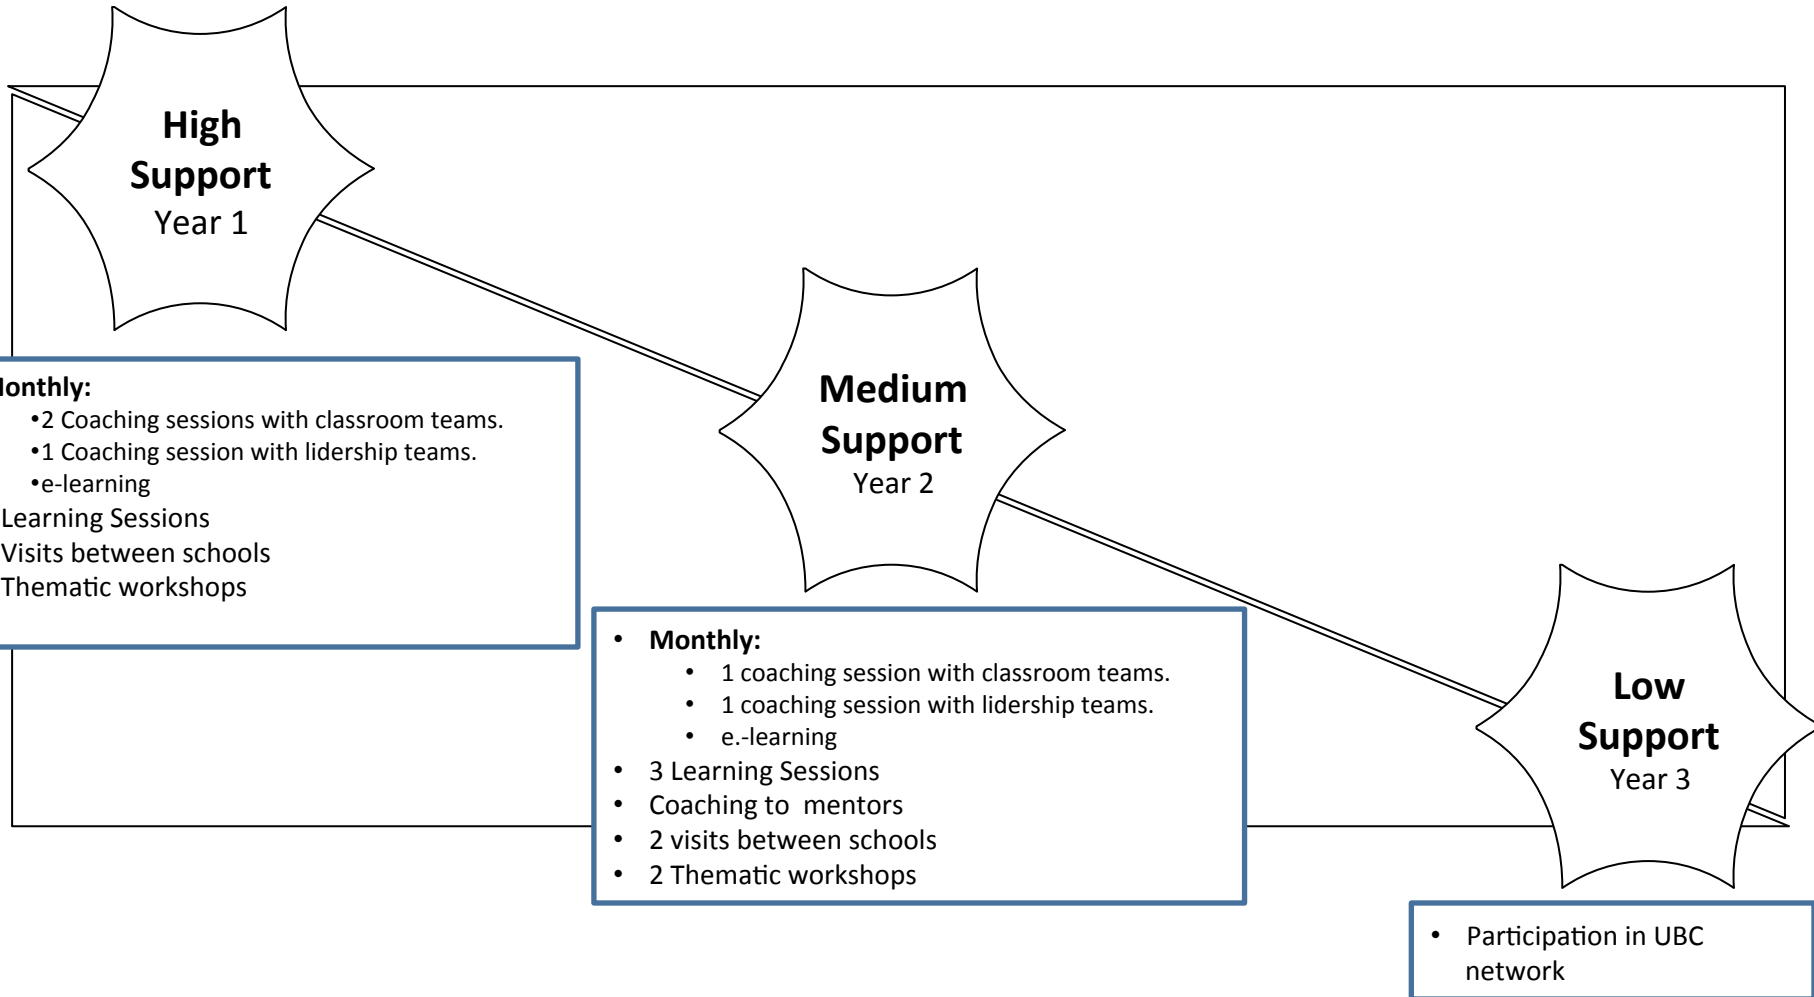 High
Support
Year 1
onthly:
•2 Coaching sessions with classroom teams.
•1 Coaching session with lidership teams.
•e-learning
Learning Sessions
Visits between schools
Thematic workshops
Medium
Support
Year 2
• Monthly:
• 1 coaching session with classroom teams.
• 1 coaching session with lidership teams.
• e.-learning
• 3 Learning Sessions
• Coaching to  mentors
• 2 visits between schools
• 2 Thematic workshops
Low
Support
Year 3
• Participation in UBC
network